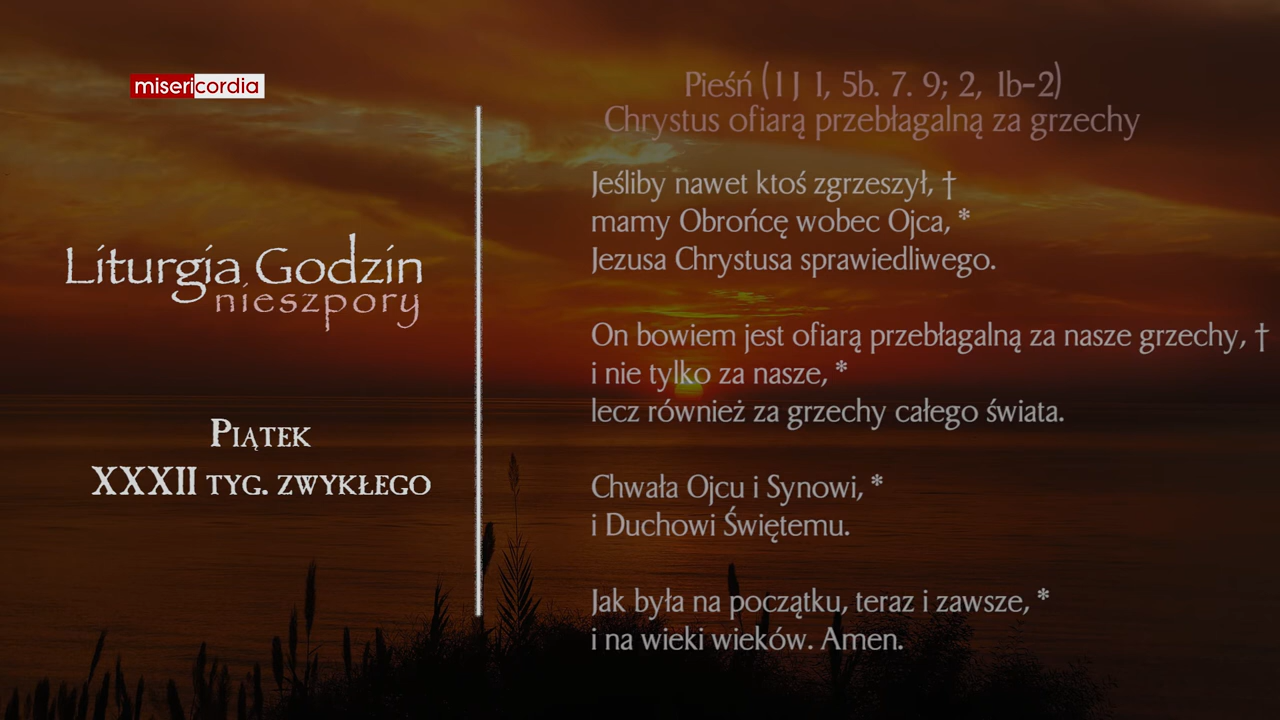 misericordia
Liturgia Godzin
nieszpory
Piątek
XXXII tyg. zwykłego
Pieśń (1 J 1, 5b. 7. 9; 2, 1b-2)
Chrystus ofiarą przebłagalną za grzechy
Jeśliby nawet ktoś zgrzeszył, †
mamy Obrońcę wobec Ojca, *
Jezusa Chrystusa sprawiedliwego.
On bowiem jest ofiarą przebłagalną za nasze grzechy, †
i nie tylko za nasze, *
lecz również za grzechy całego świata.
Chwała Ojcu i Synowi, *
i Duchowi Świętemu.
Jak była na początku, teraz i zawsze, *
i na wieki wieków. Amen.